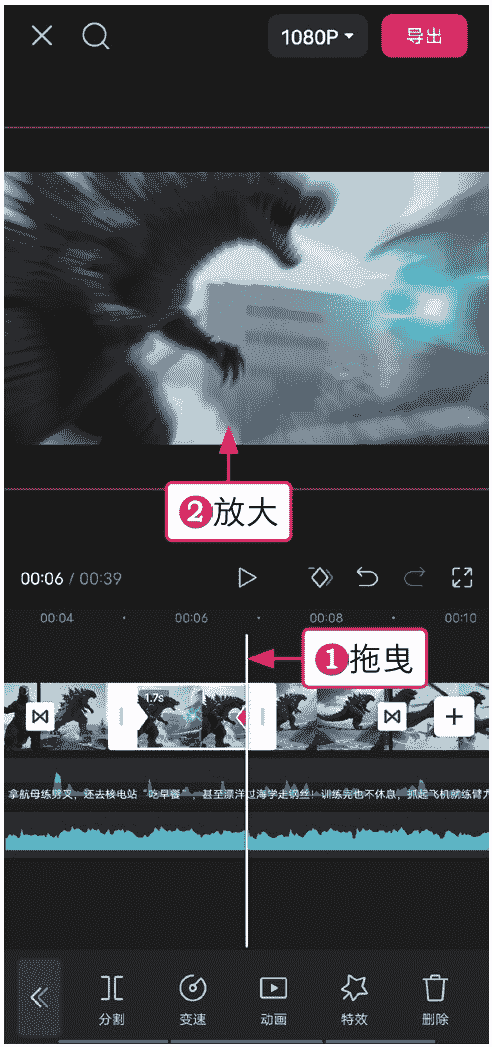 1080P 导出
❷放大
00:06 / 00:39
00:04 00:06 00:08 00:10
❶拖曳
1.7s
拿航母练劈叉，还去核电站“吃早餐”，甚至漂洋过海学走钢丝！训练完也不休息，抓起飞机就练臂力
分割 变速 动画 特效 删除